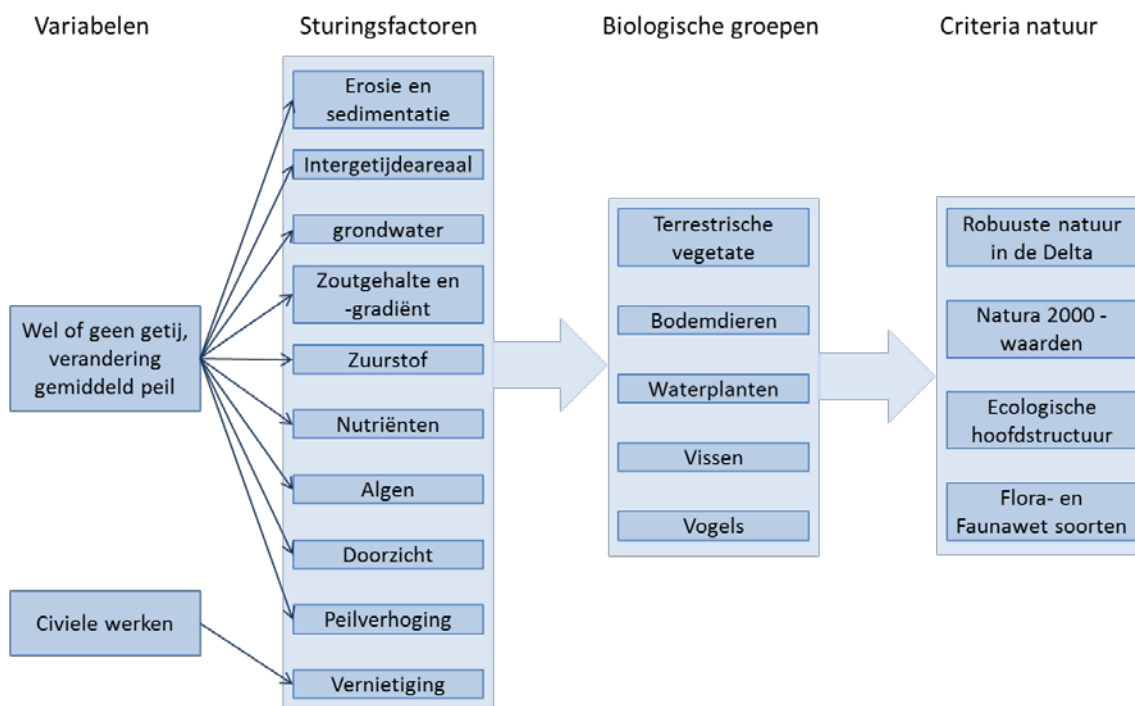 Variabelen
Sturingsfactoren
Biologische groepen
Criteria natuur
Wel of geen getij,
verandering
gemiddeld peil
Civiele werken
Erosie en
sedimentatie
Intergetijdeareaal
grondwater
Zoutgehalte en
-gradiënt
Zuurstof
Nutriënten
Algen
Doorzicht
Peilverhoging
Vernietiging
Terrestrische
vegetate
Bodemdieren
Waterplanten
Vissen
Vogels
Robuuste natuur
in de Delta
Natura 2000 -
waarden
Ecologische
hoofdstructuur
Flora- en
Faunawet soorten